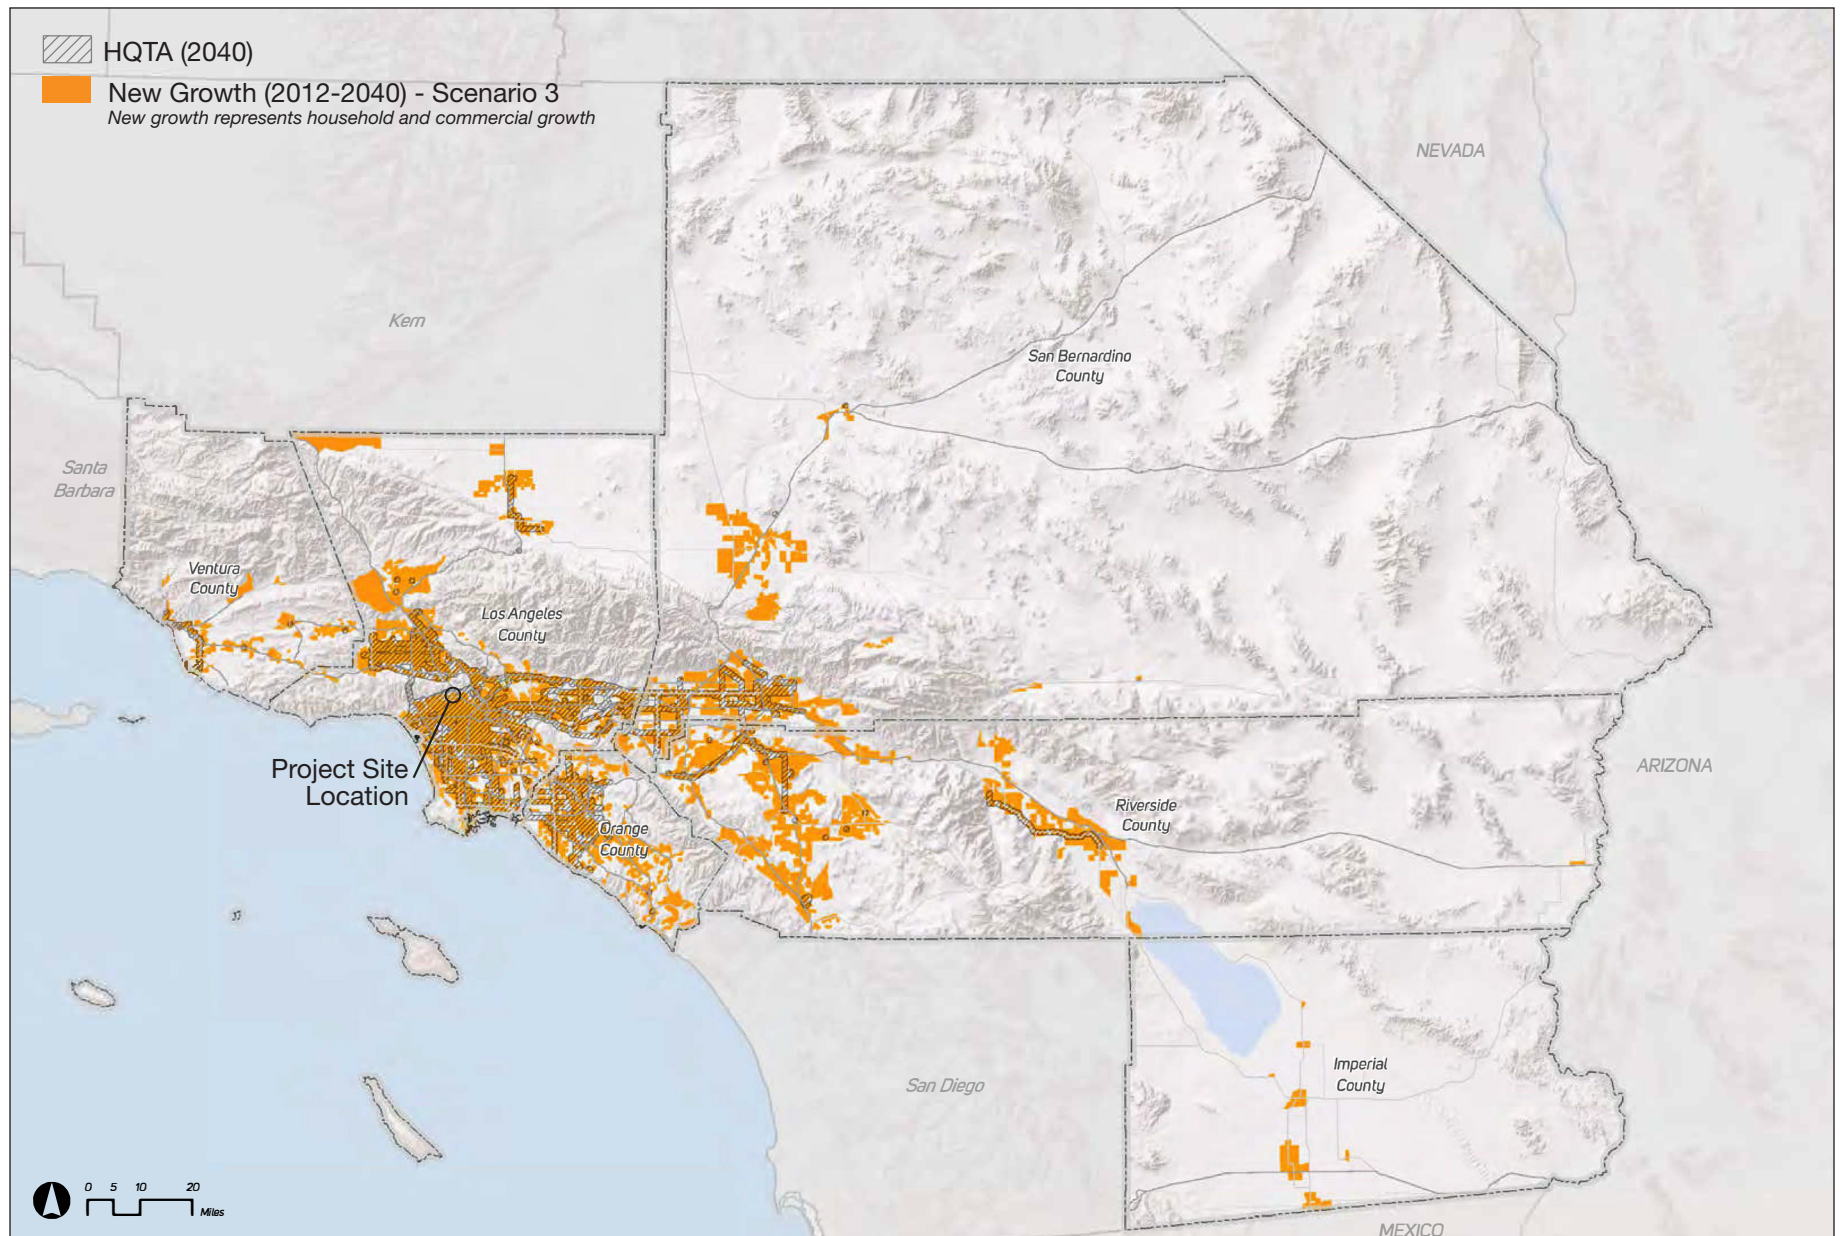 HQTA (2040)
New Growth (2012-2040) - Scenario 3
New growth represents household and commercial growth
NEVADA
Kern
San Bernardino
County
Santa
Barbara
Ventura
County
Los Angeles
County
Project Site
Location
ARIZONA
Riverside
County
Orange
County
San Diego
Imperial
County
0 5 10 20
Miles
MEXICO